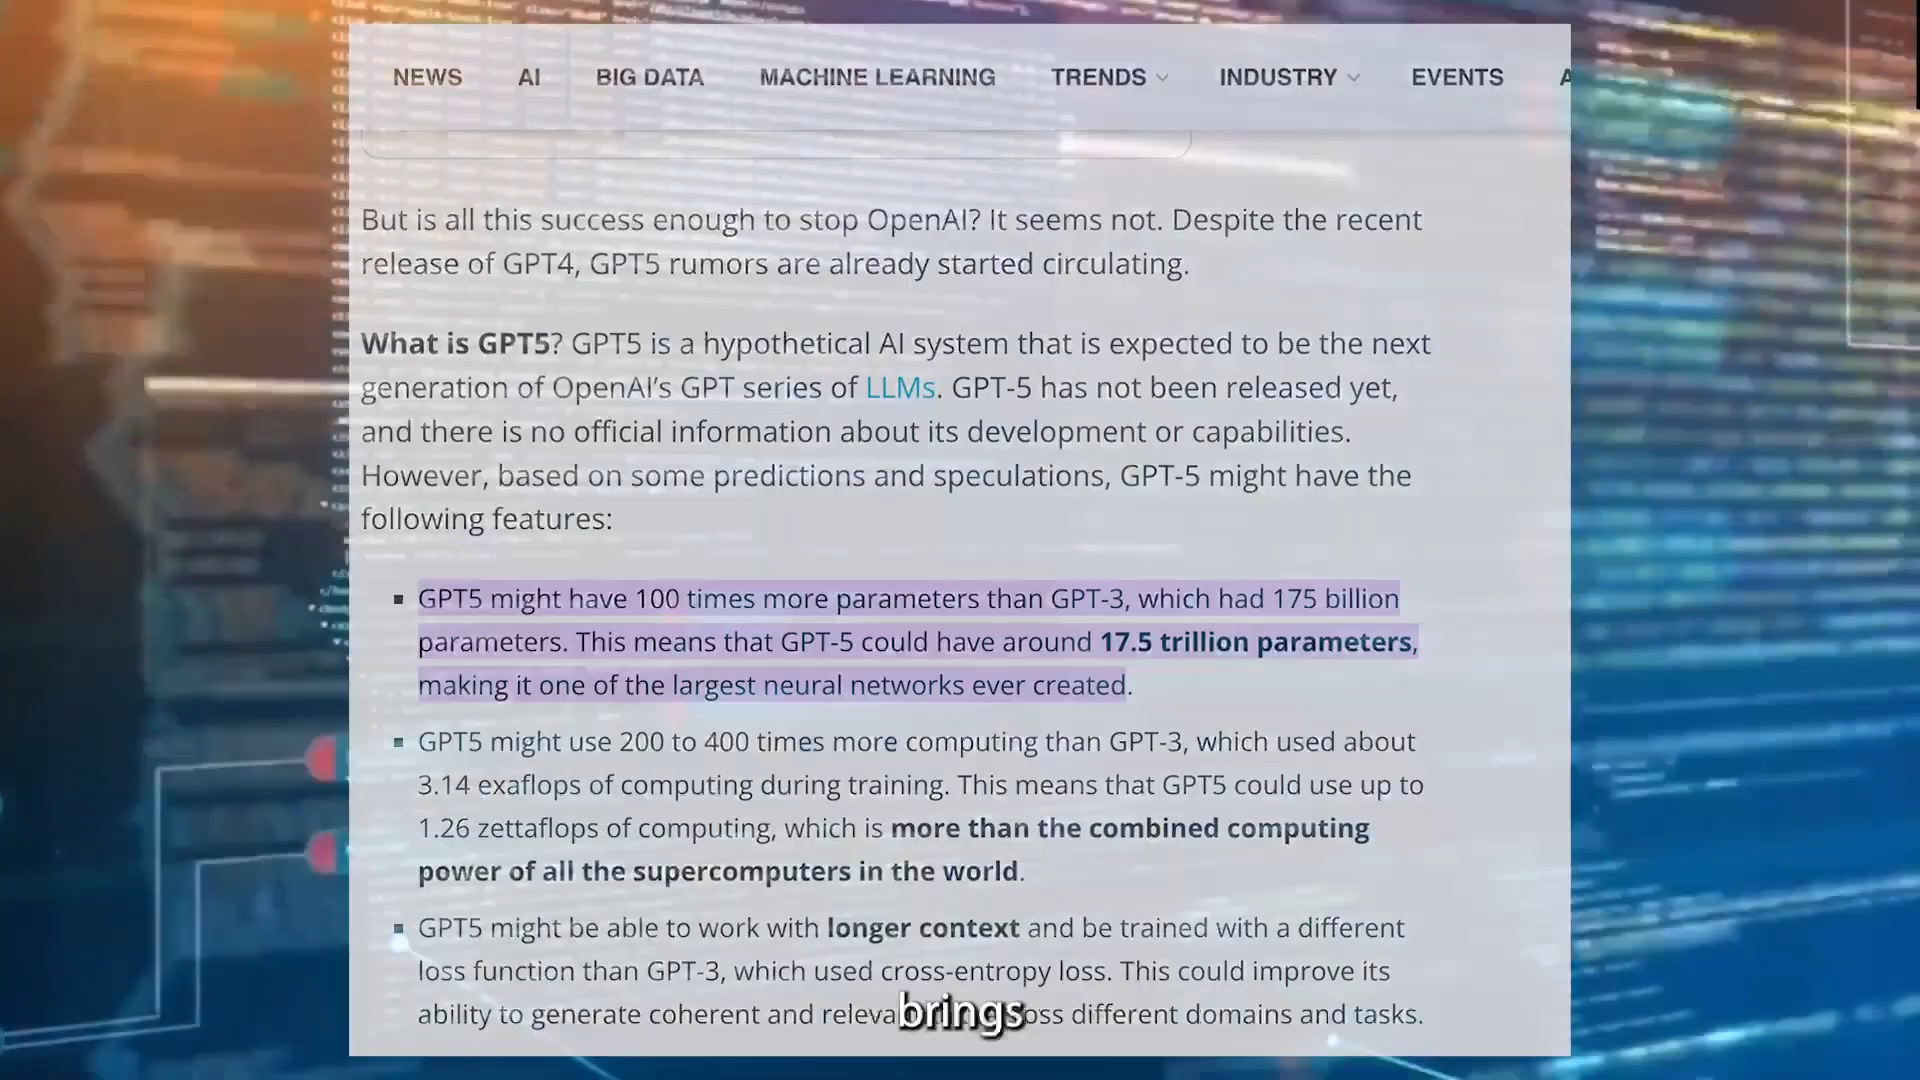 NEWS AI BIG DATA MACHINE LEARNING TRENDS INDUSTRY EVENTS A
But is all this success enough to stop OpenAI? It seems not. Despite the recent
release of GPT4, GPT5 rumors are already started circulating.
What is GPT5? GPT5 is a hypothetical AI system that is expected to be the next
generation of OpenAI's GPT series of LLMs. GPT-5 has not been released yet,
and there is no official information about its development or capabilities.
However, based on some predictions and speculations, GPT-5 might have the
following features:
▪ GPT5 might have 100 times more parameters than GPT-3, which had 175 billion
parameters. This means that GPT-5 could have around 17.5 trillion parameters,
making it one of the largest neural networks ever created.
▪ GPT5 might use 200 to 400 times more computing than GPT-3, which used about
3.14 exaflops of computing during training. This means that GPT5 could use up to
1.26 zettaflops of computing, which is more than the combined computing
power of all the supercomputers in the world.
▪ GPT5 might be able to work with longer context and be trained with a different
loss function than GPT-3, which used cross-entropy loss. This could improve its
ability to generate coherent and different domains and tasks.
brings